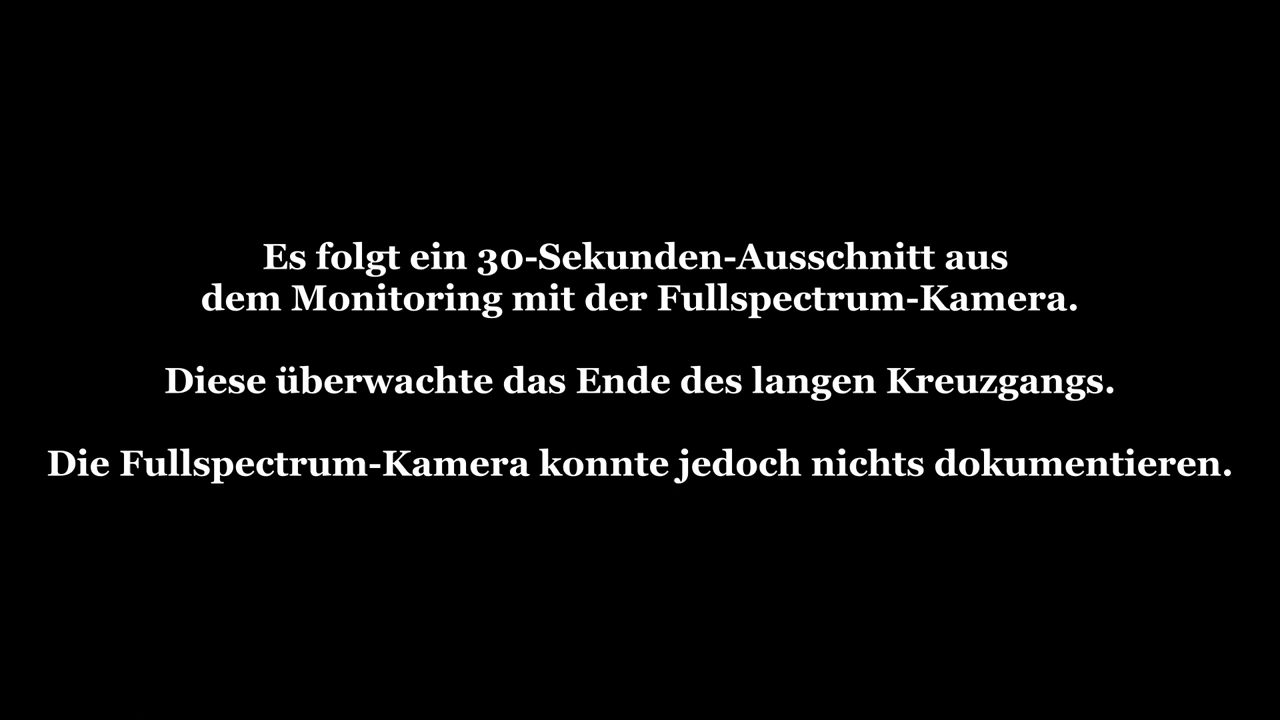 Es folgt ein 30-Sekunden-Ausschnitt aus
dem Monitoring mit der Fullspectrum-Kamera.
Diese überwachte das Ende des langen Kreuzgangs.
Die Fullspectrum-Kamera konnte jedoch nichts dokumentieren.